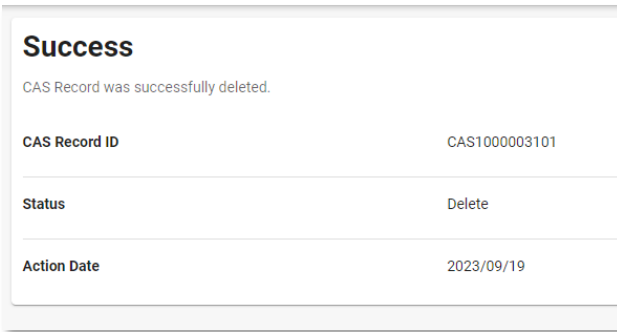 Success
CAS Record was successfully deleted.
CAS Record ID CAS1000003101
Status Delete
Action Date 2023/09/19